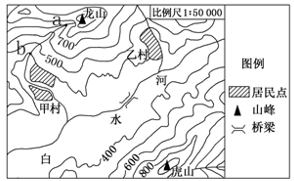 a 龙山
比例尺1:50 000
b
700
500
乙村
河
甲村
水
白
400
600
800
虎山
图例
居民点
山峰
桥梁